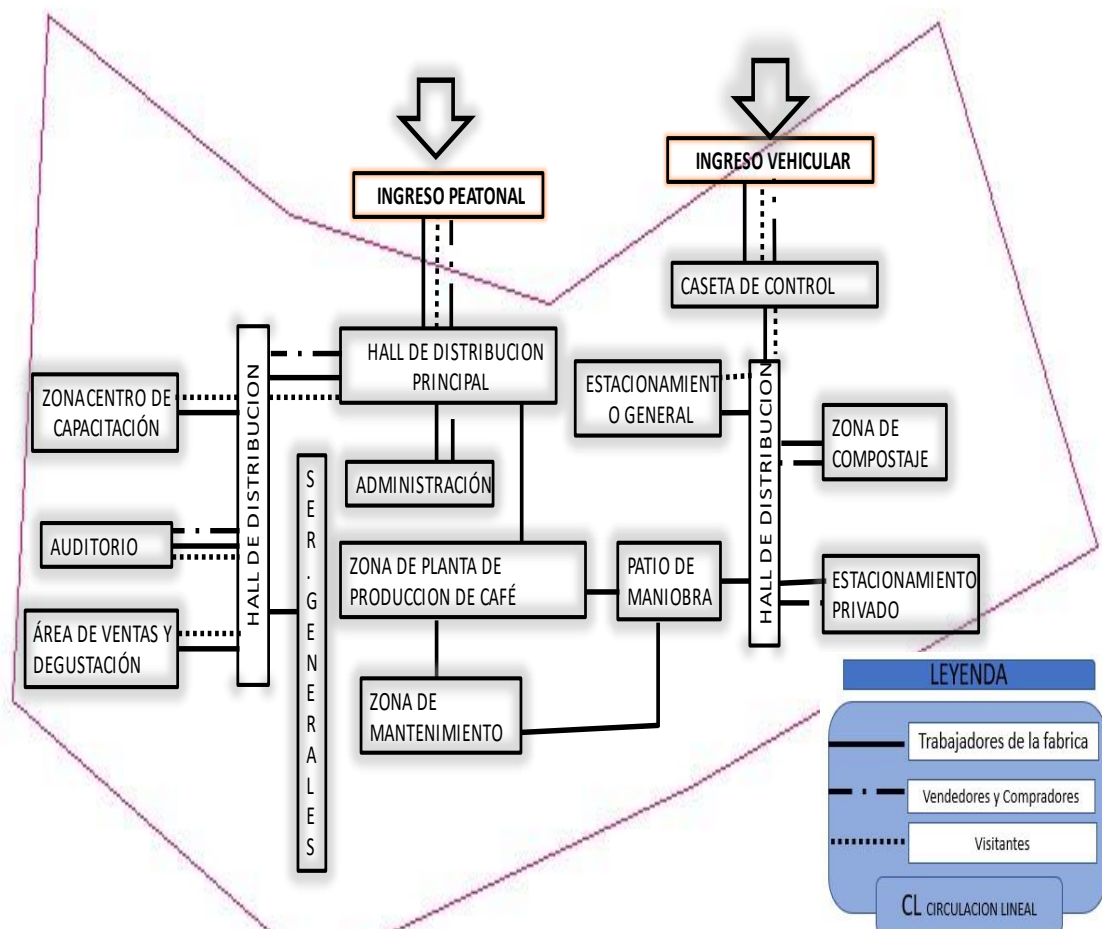 INGRESO VEHICULAR
INGRESO PEATONAL
CASETA DE CONTROL
HALL DE DISTRIBUCION
PRINCIPAL
ESTACIONAMIENT
O GENERAL
ZONACENTRO DE
CAPACITACIÓN
HALL DE DISTRIBUCION
HALL DE DISTRIBUCION
ZONA DE
COMPOSTAJE
SER.GENERALES
ADMINISTRACIÓN
AUDITORIO
ZONA DE PLANTA DE
PRODUCCION DE CAFÉ
PATIO DE
MANIOBRA
ESTACIONAMIENTO
PRIVADO
ÁREA DE VENTAS Y
DEGUSTACIÓN
ZONA DE
MANTENIMIENTO
LEYENDA
Trabajadores de la fabrica
Vendedores y Compradores
Visitantes
CL CIRCULACION LINEAL